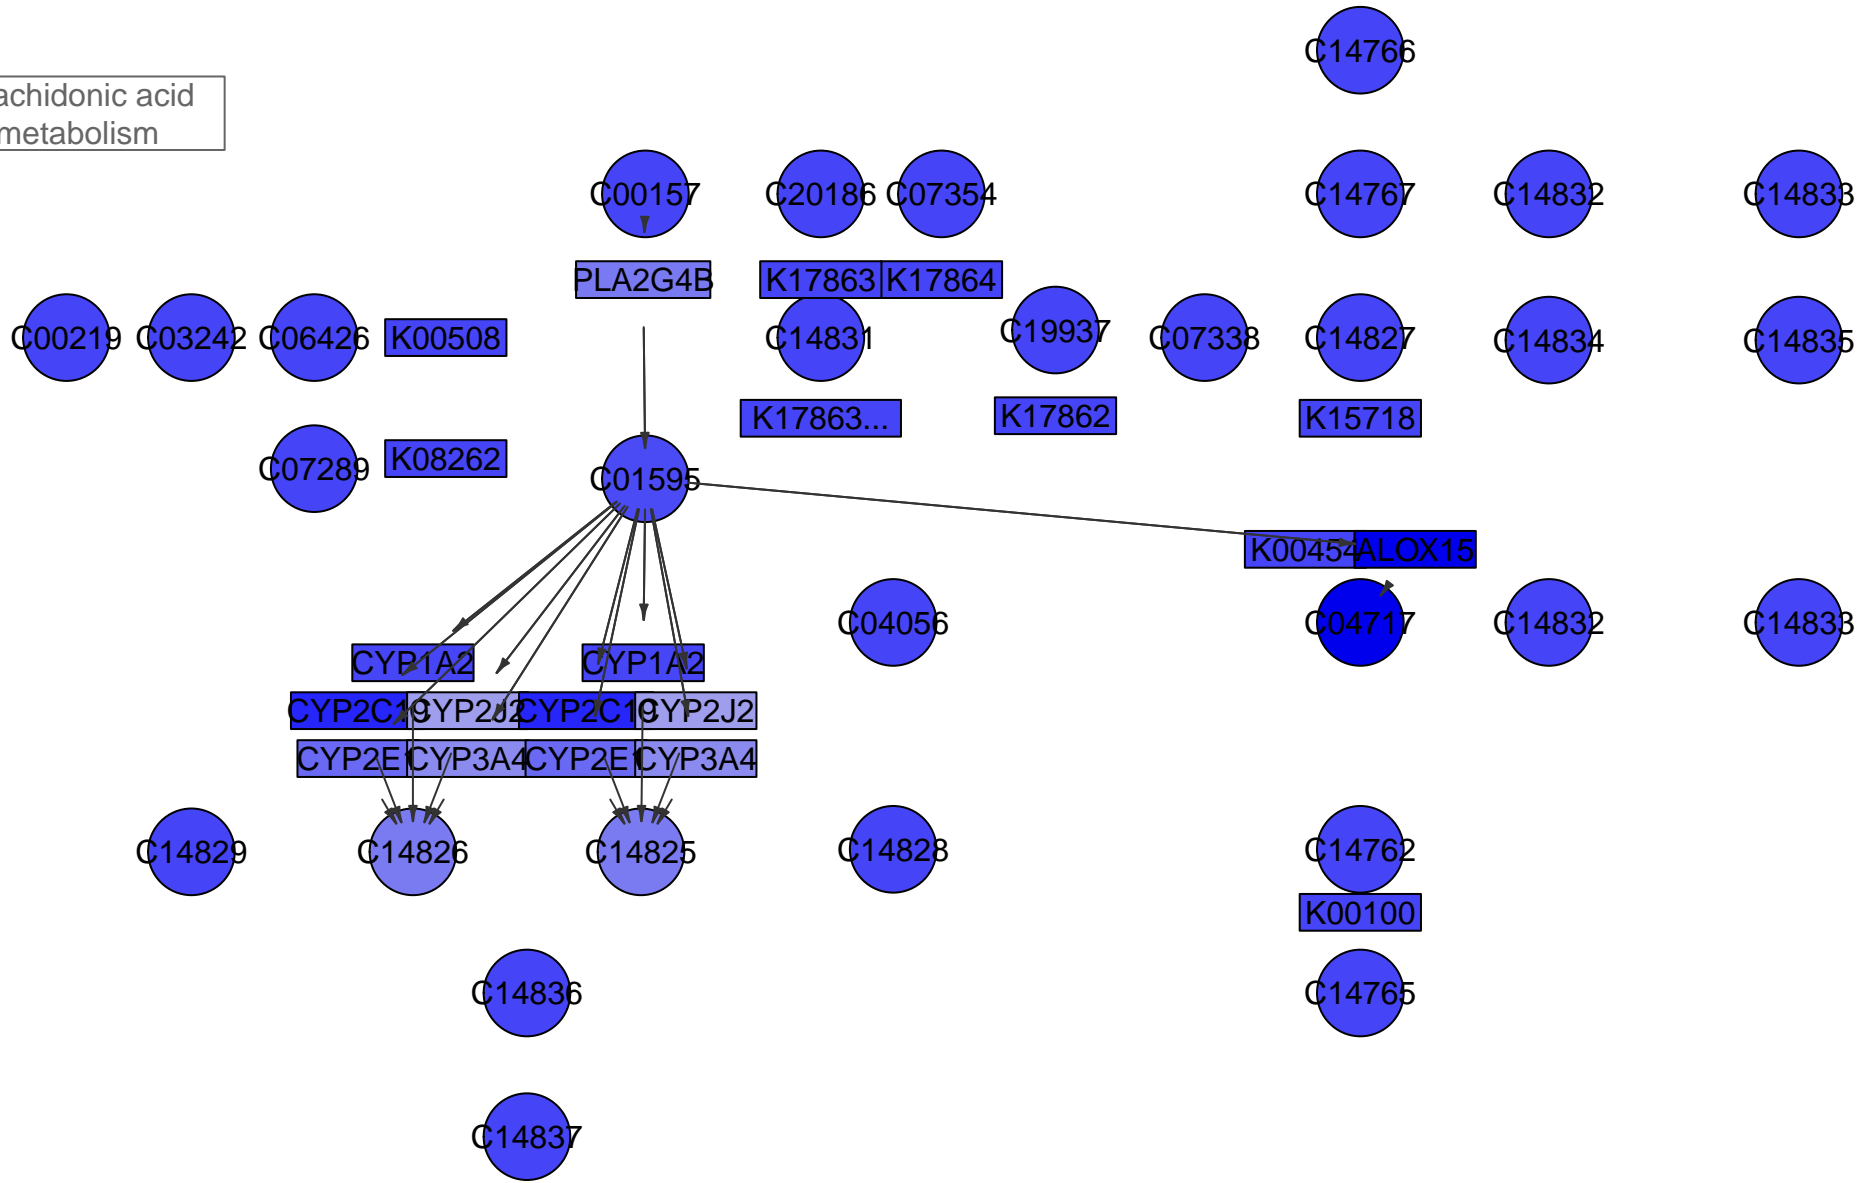 C14766
achidonic acid
metabolism
C00157
C20186
C07354
C14767
C14832
C14833
PLA2G4B
K17863
K17864
C00219
C03242
C06426
K00508
C14831
C19937
C07338
C14827
C14834
C14835
K17863...
K17862
K15718
C07289
K08262
C01595
K00454
ALOX15
C04056
C04717
C14832
C14833
CYP1A2
CYP1A2
CYP2C19
CYP2J2
CYP2C19
CYP2J2
CYP2E1
CYP3A4
CYP2E1
CYP3A4
C14829
C14826
C14825
C14828
C14762
K00100
C14836
C14765
C14837